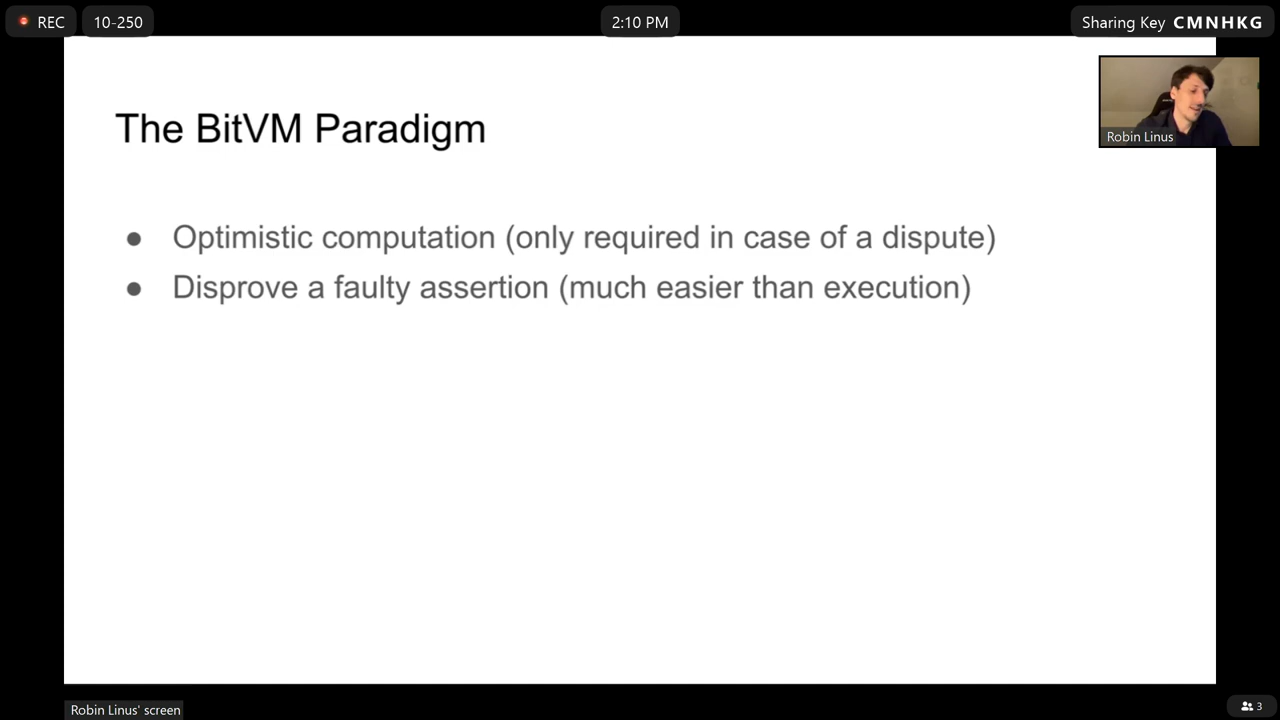 REC
10-250
2:10 PM
Sharing Key CMNHKG
The BitVM Paradigm
Robin Linus
● Optimistic computation (only required in case of a dispute)
● Disprove a faulty assertion (much easier than execution)
Robin Linus' screen
3